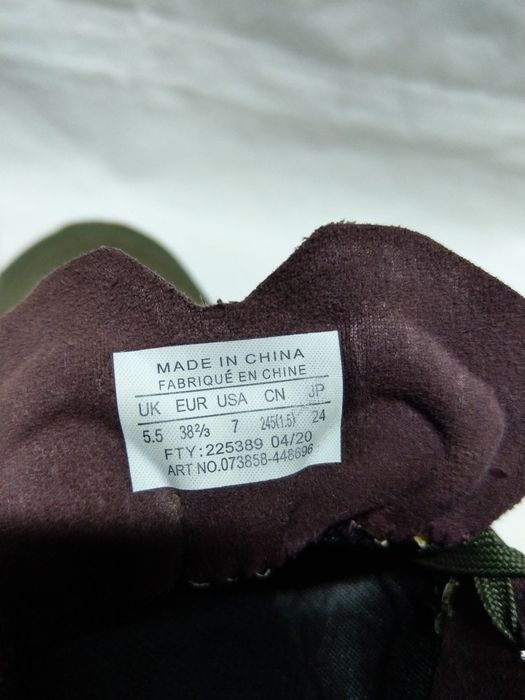 MADE IN CHINA
FABRIQUÉ EN CHINE
UK EUR USA CN JP
5.5 38⅔ 7 245(1.5) 24
FTY:225389 04/20
ART NO.073858-448696